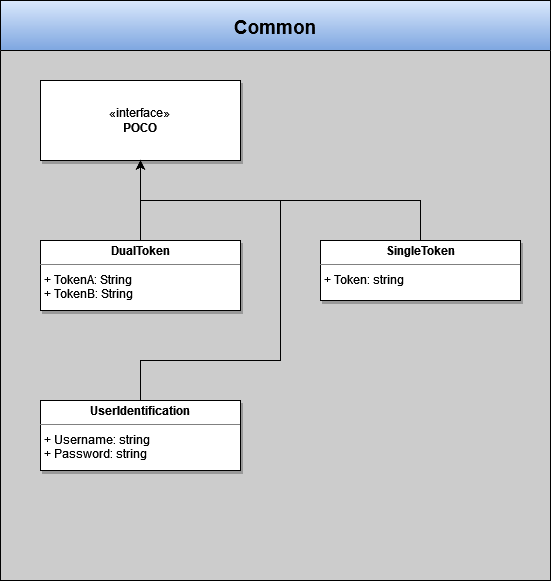 Common
«interface»
POCO
DualToken
+ TokenA: String
+ TokenB: String
SingleToken
+ Token: string
UserIdentification
+ Username: string
+ Password: string